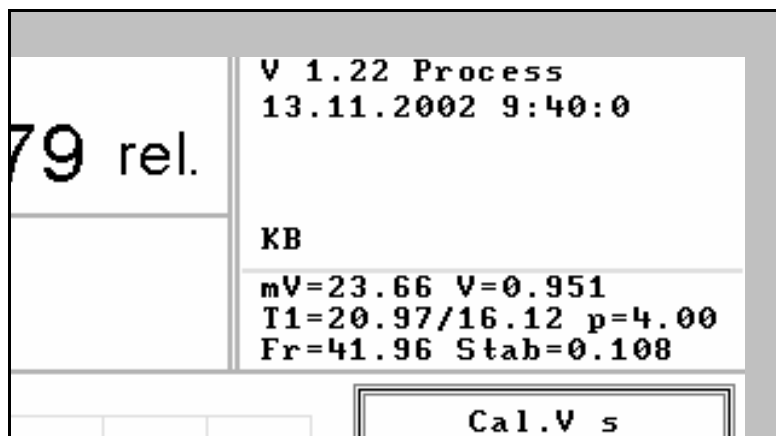 V 1.22 Process
13.11.2002 9:40:0
79 rel.
KB
mV=23.66 V=0.951
T1=20.97/16.12 p=4.00
Fr=41.96 Stab=0.108
Cal.V s